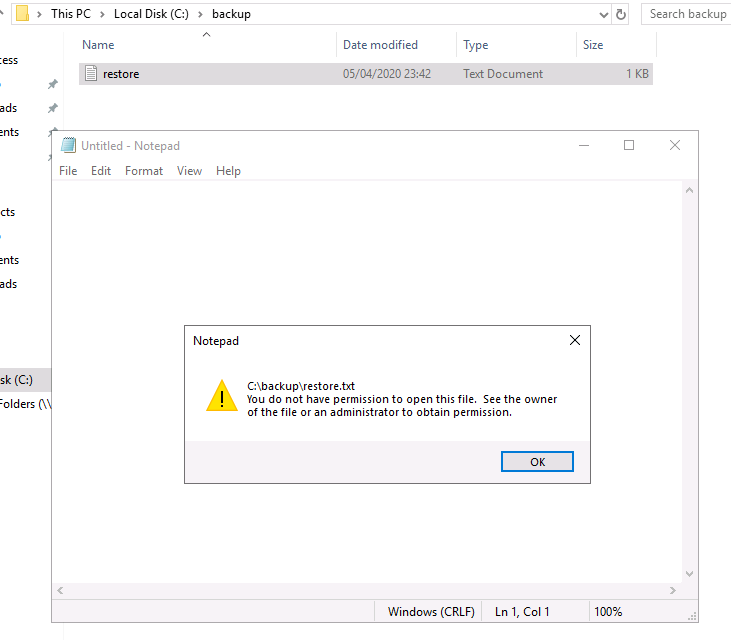 This PC > Local Disk (C:) > backup
Search backup
Name Date modified Type Size
cess
restore 05/04/2020 23:42 Text Document 1 KB
ads
ents
Untitled - Notepad
File Edit Format View Help
cts
ents
ads
Notepad
sk (C:)
C:\backup\restore.txt
Folders (\\
You do not have permission to open this file. See the owner
of the file or an administrator to obtain permission.
OK
Windows (CRLF) Ln 1, Col 1 100%